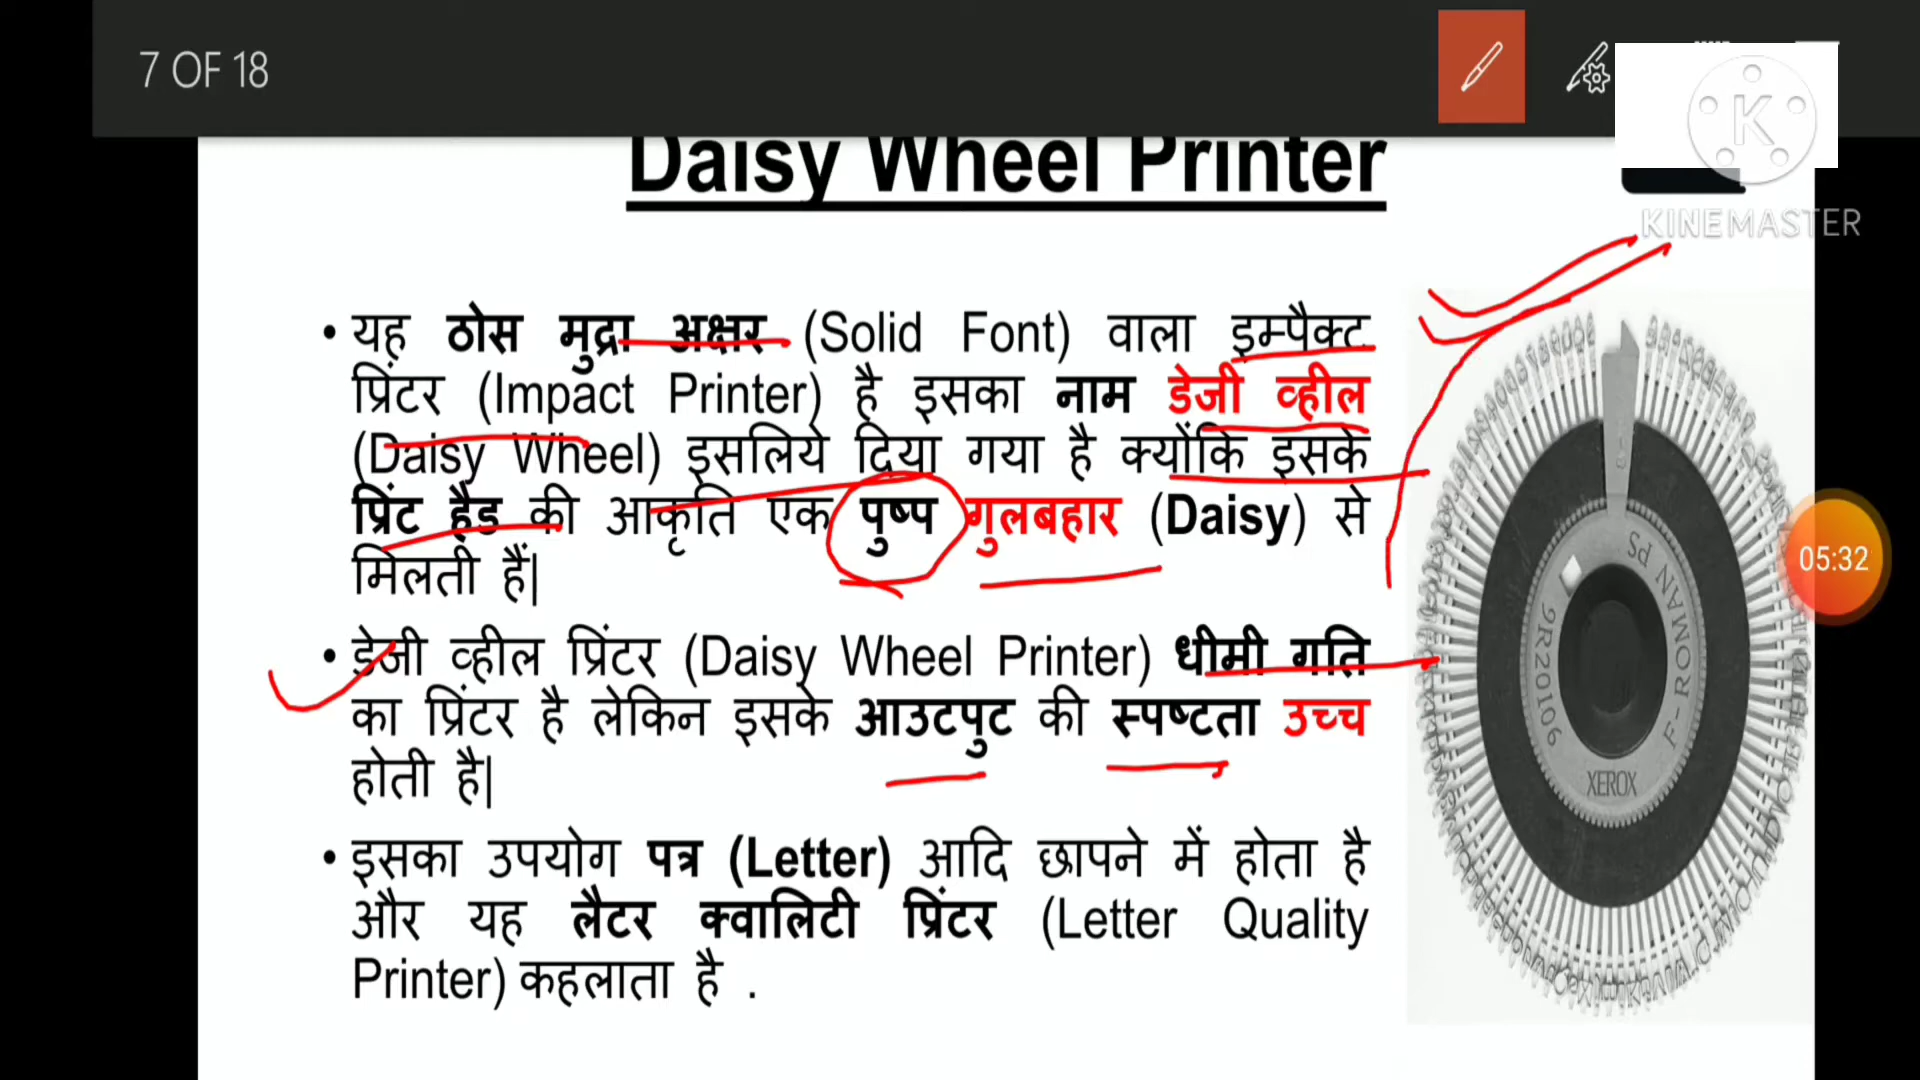 7 OF 18
K
KINEMASTER
Daisy Wheel Printer
• यह ठोस मुद्रा अक्षर (Solid Font) वाला इम्पैक्ट
प्रिंटर (Impact Printer) है इसका नाम डेजी व्हील
(Daisy Wheel) इसलिये दिया गया है क्योंकि इसके
प्रिंट हैड की आकृति एक पुष्प गुलबहार (Daisy) से
मिलती हैं|
• डेजी व्हील प्रिंटर (Daisy Wheel Printer) धीमी गति
का प्रिंटर है लेकिन इसके आउटपुट की स्पष्टता उच्च
होती है|
• इसका उपयोग पत्र (Letter) आदि छापने में होता है
और यह लैटर क्वालिटी प्रिंटर (Letter Quality
Printer) कहलाता है .
05:32
F-ROMAN PS
9R20106
XEROX